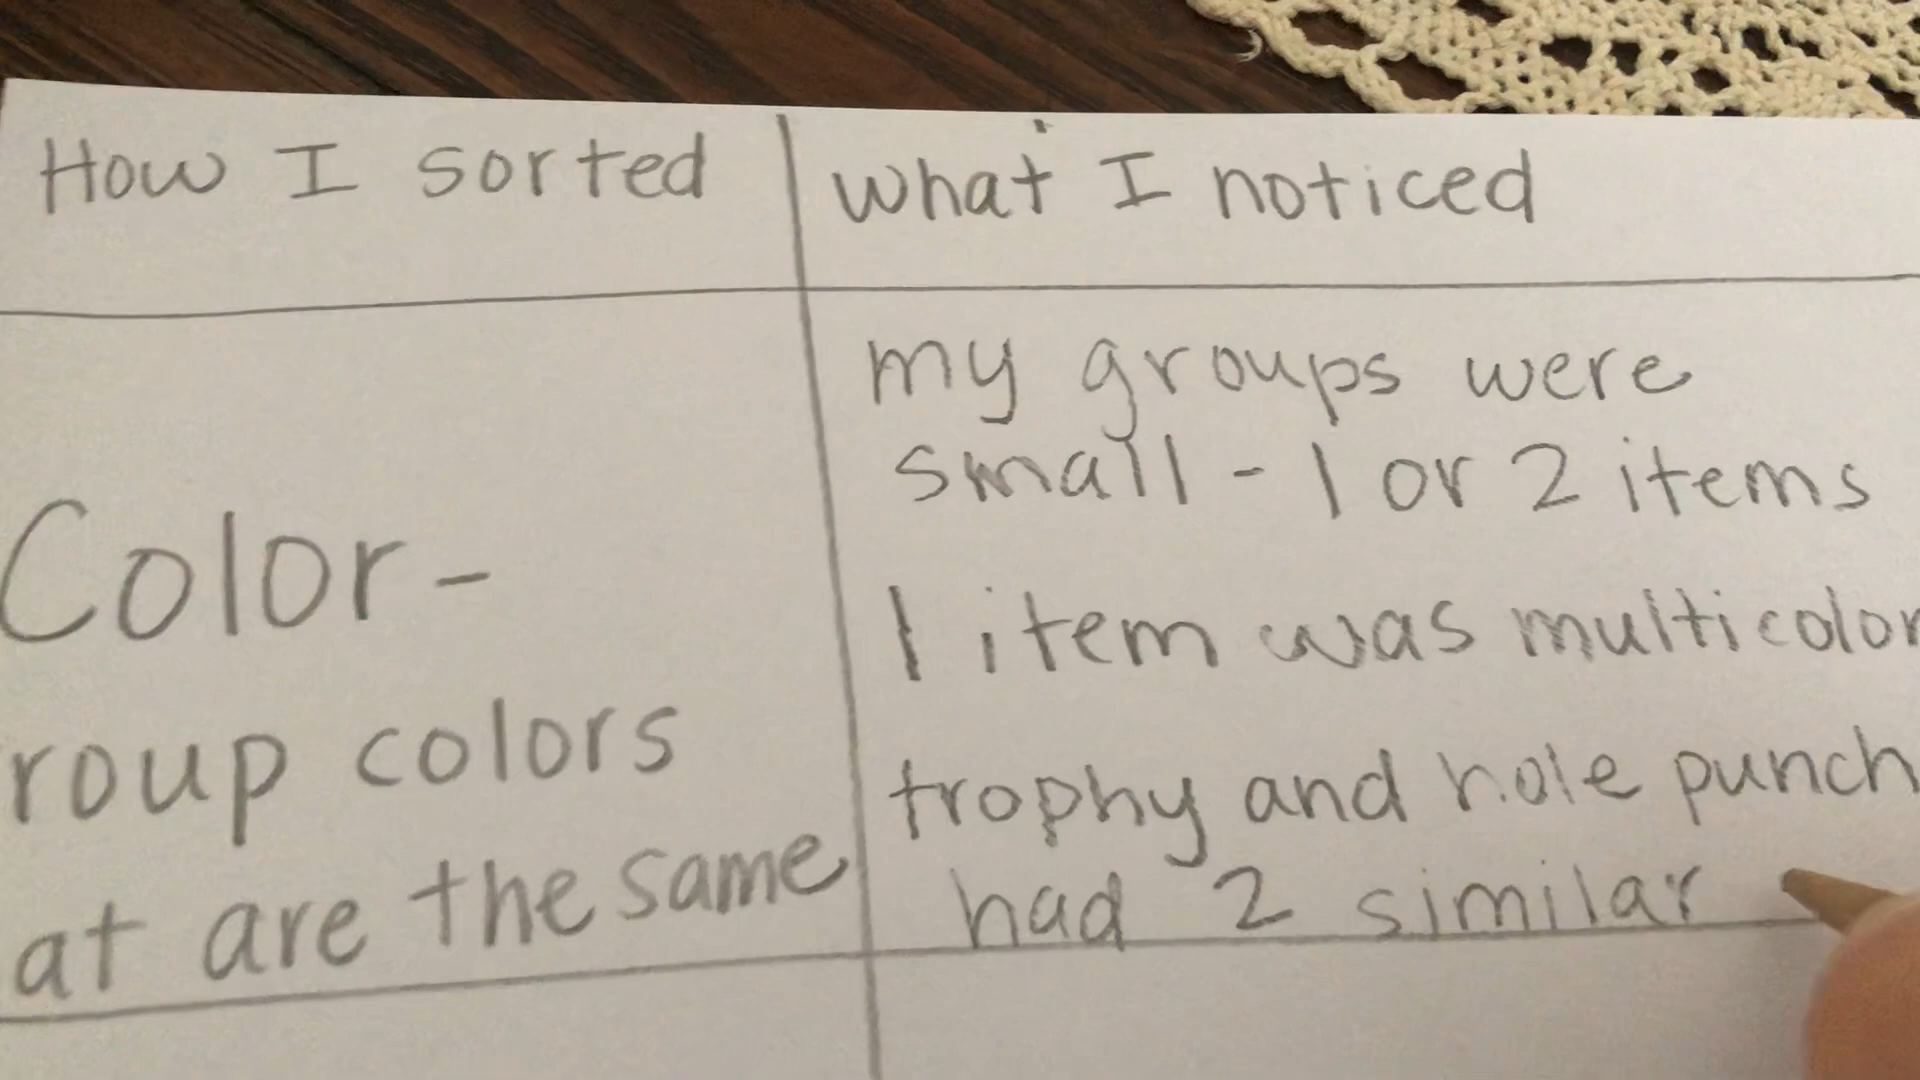 How I sorted
what I noticed
Color-
roup colors
at are the same
my groups were
small - 1 or 2 items
1 item was multicolor
trophy and hole punch
had 2 similar